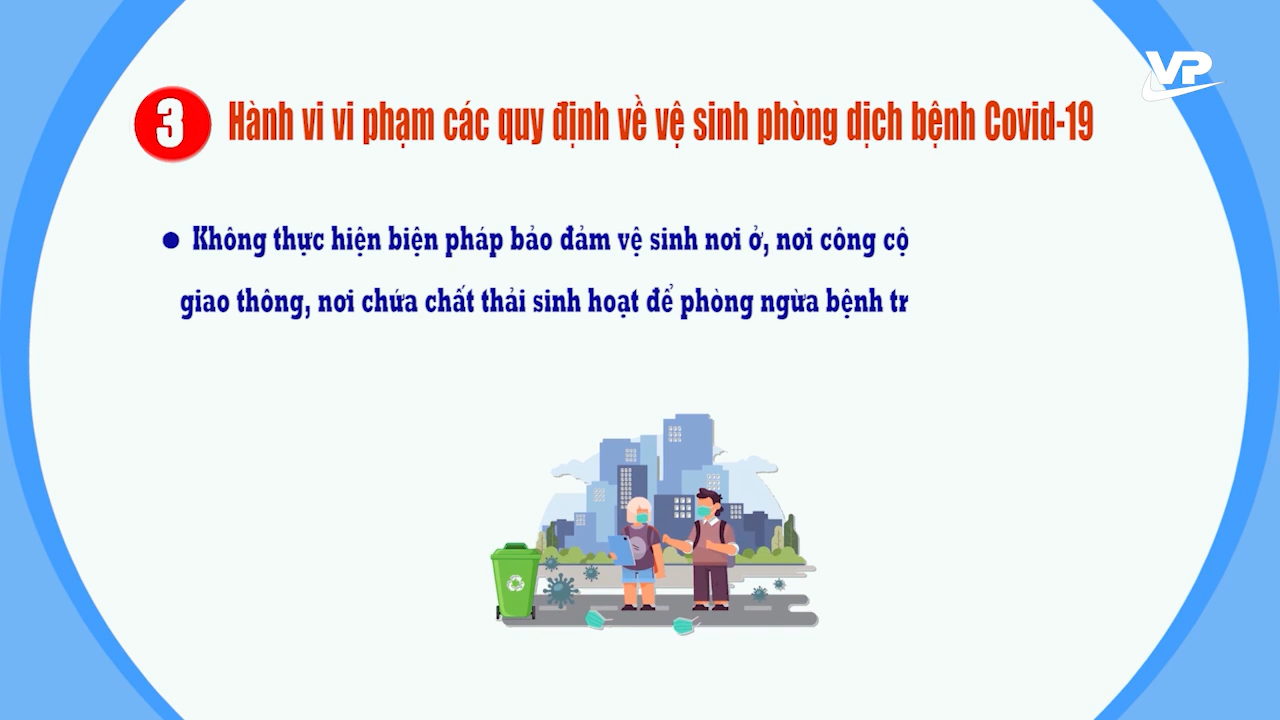 VP
3 Hành vi vi phạm các quy định về vệ sinh phòng dịch bệnh Covid-19
● Không thực hiện biện pháp bảo đảm vệ sinh nơi ở, nơi công cộ
giao thông, nơi chứa chất thải sinh hoạt để phòng ngừa bệnh tr